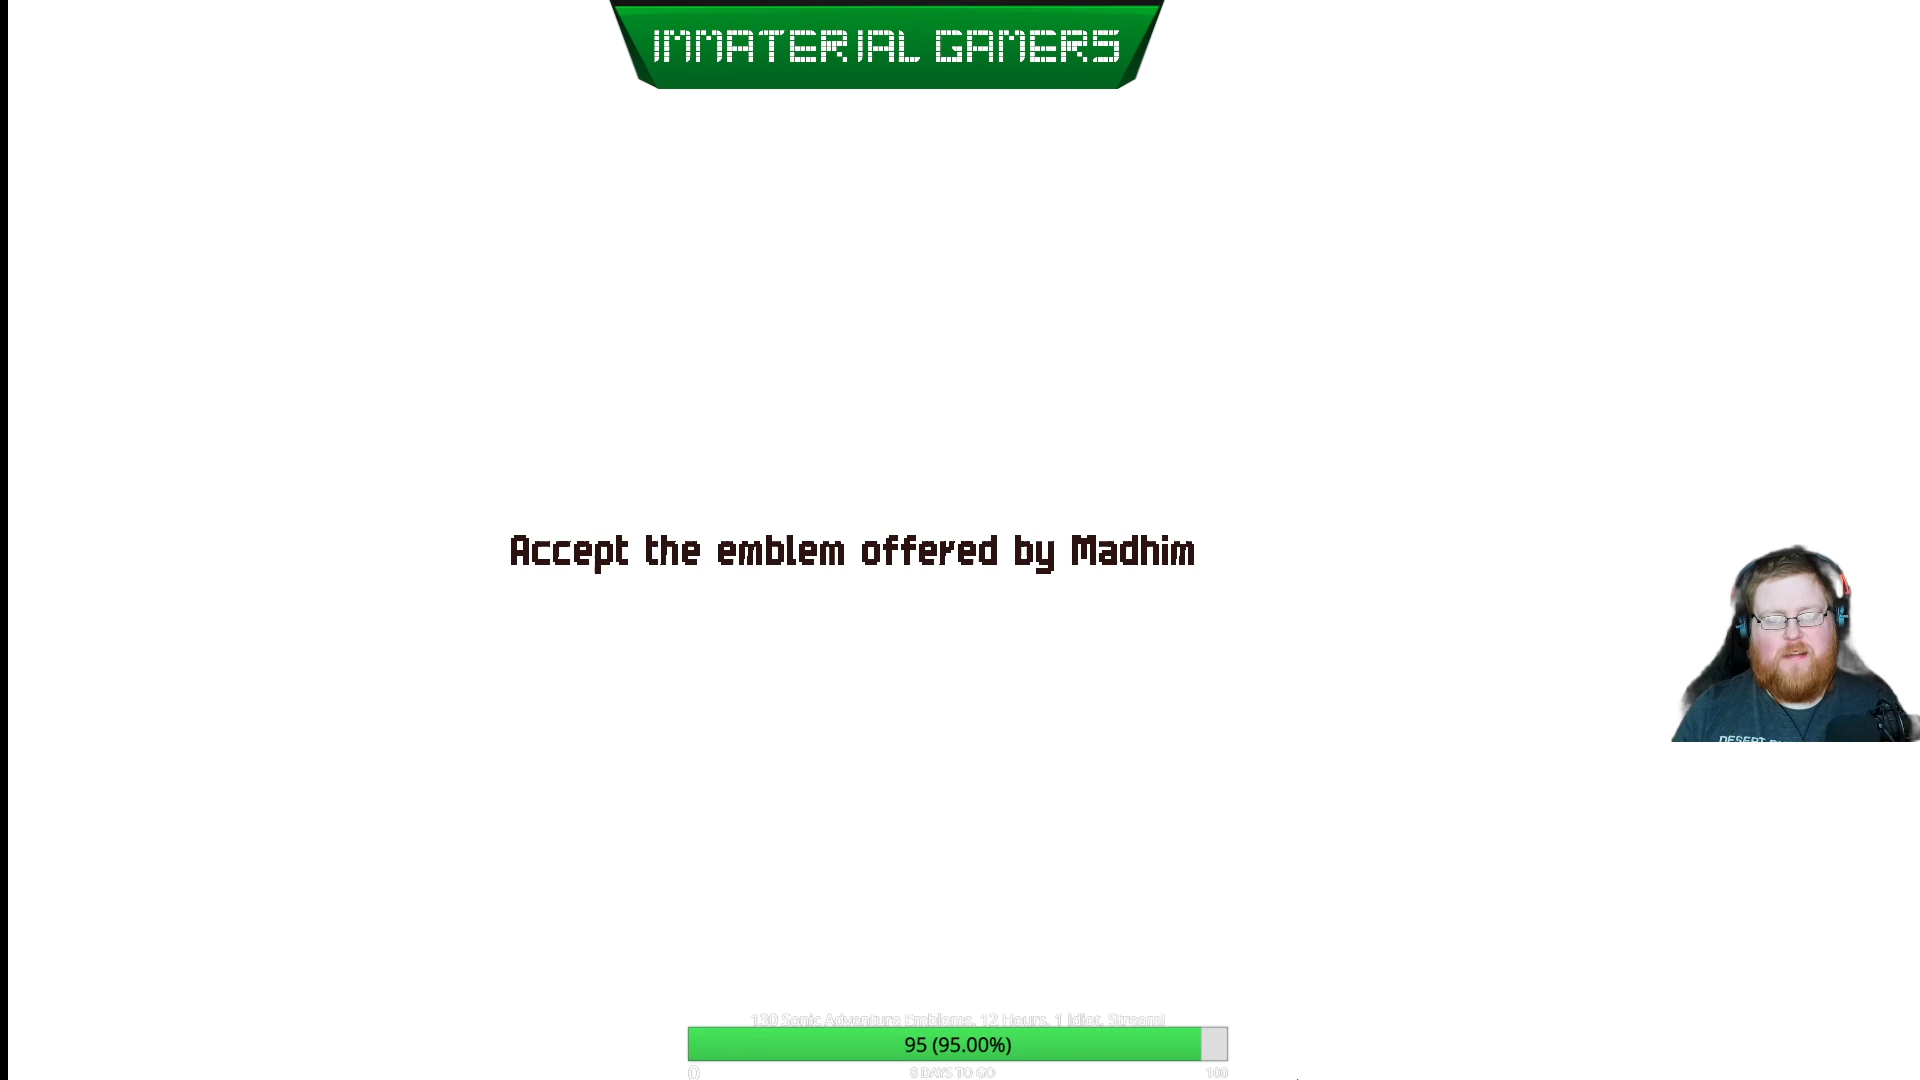 IMMATERIAL GAMERS
Accept the emblem offered by Madhim
DESERT
130 Sonic Adventure Emblems, 12 Hours, 1 Idiot, Stream!
95 (95.00%)
0
8 DAYS TO GO
100